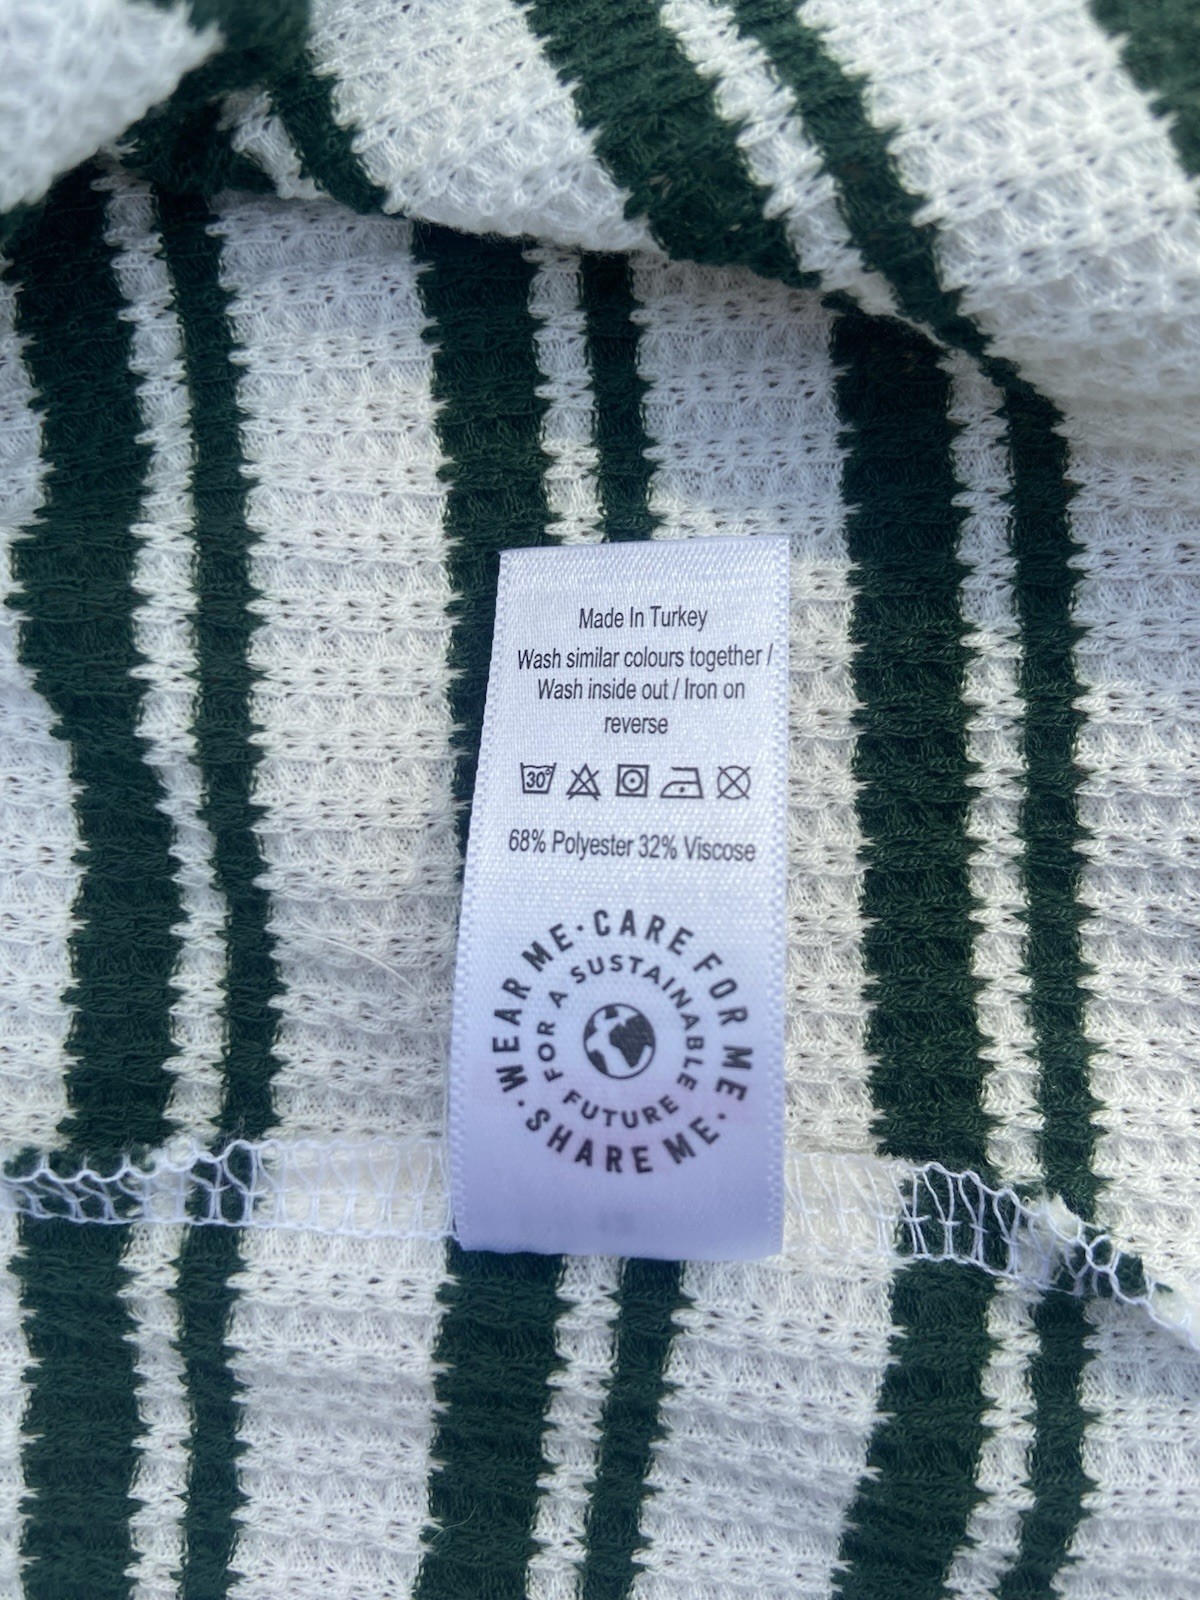 Made In Turkey
Wash similar colours together /
Wash inside out / Iron on
reverse
30°
68% Polyester 32% Viscose
WEAR ME · CARE FOR ME · SHARE ME ·
FOR A SUSTAINABLE FUTURE